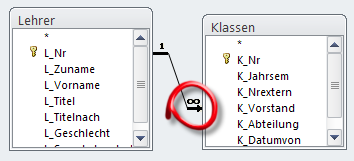 Lehrer
*
L_Nr
L_Zuname
L_Vorname
L_Titel
L_Titelnach
L_Geschlecht
1
∞
Klassen
*
K_Nr
K_Jahrsem
K_Nrextern
K_Vorstand
K_Abteilung
K_Datumvon